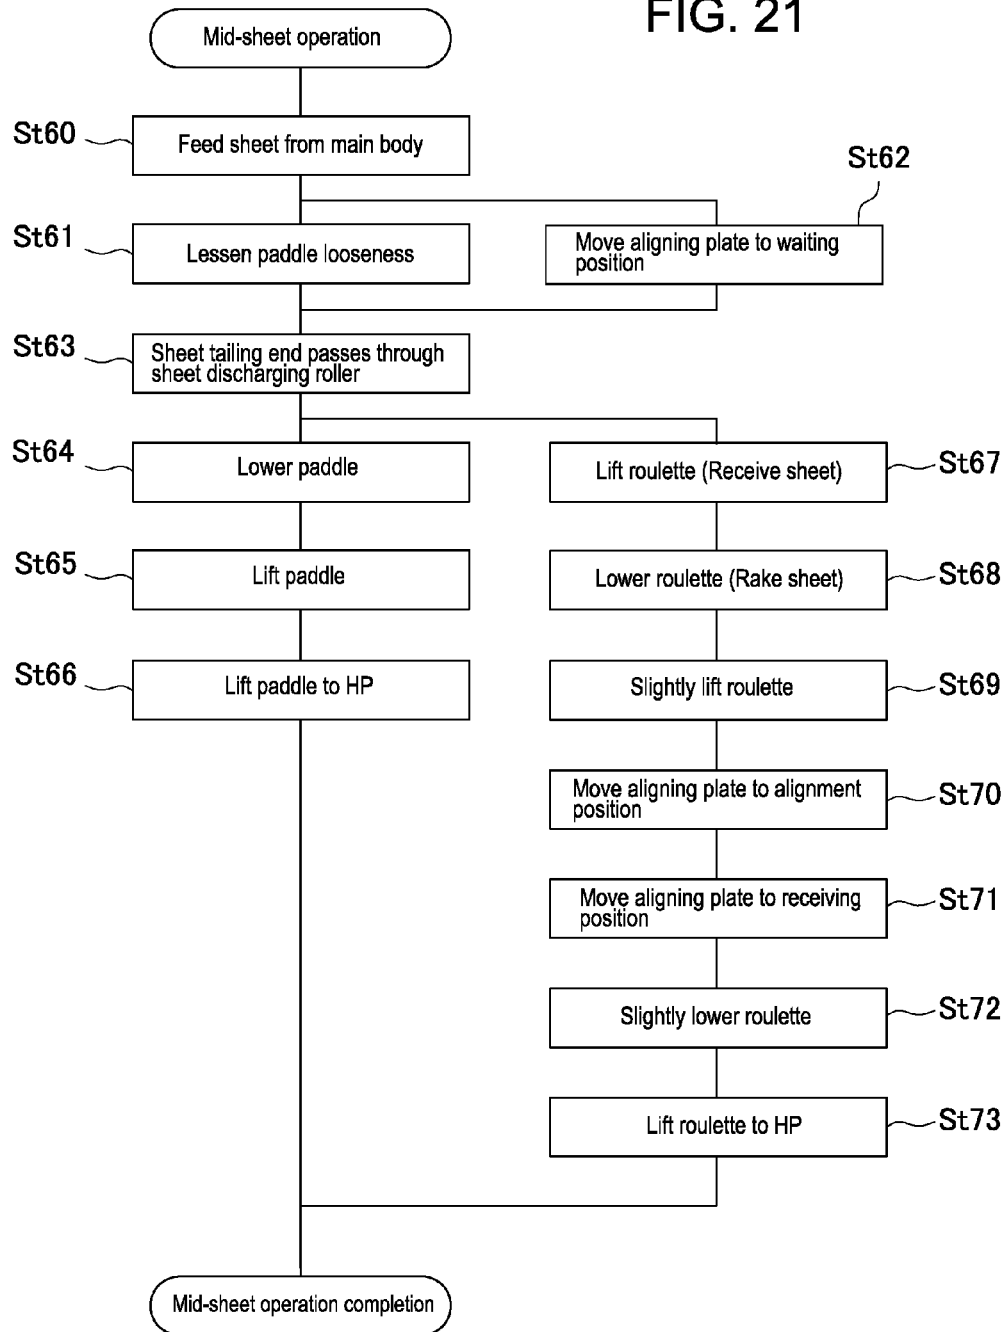 FIG. 21
Mid-sheet operation
St60
Feed sheet from main body
St62
St61
Lessen paddle looseness
Move aligning plate to waiting
position
St63
Sheet tailing end passes through
sheet discharging roller
St64
Lower paddle
Lift roulette (Receive sheet)
St67
St65
Lift paddle
Lower roulette (Rake sheet)
St68
St66
Lift paddle to HP
Slightly lift roulette
St69
Move aligning plate to alignment
position
St70
Move aligning plate to receiving
position
St71
Slightly lower roulette
St72
Lift roulette to HP
St73
Mid-sheet operation completion